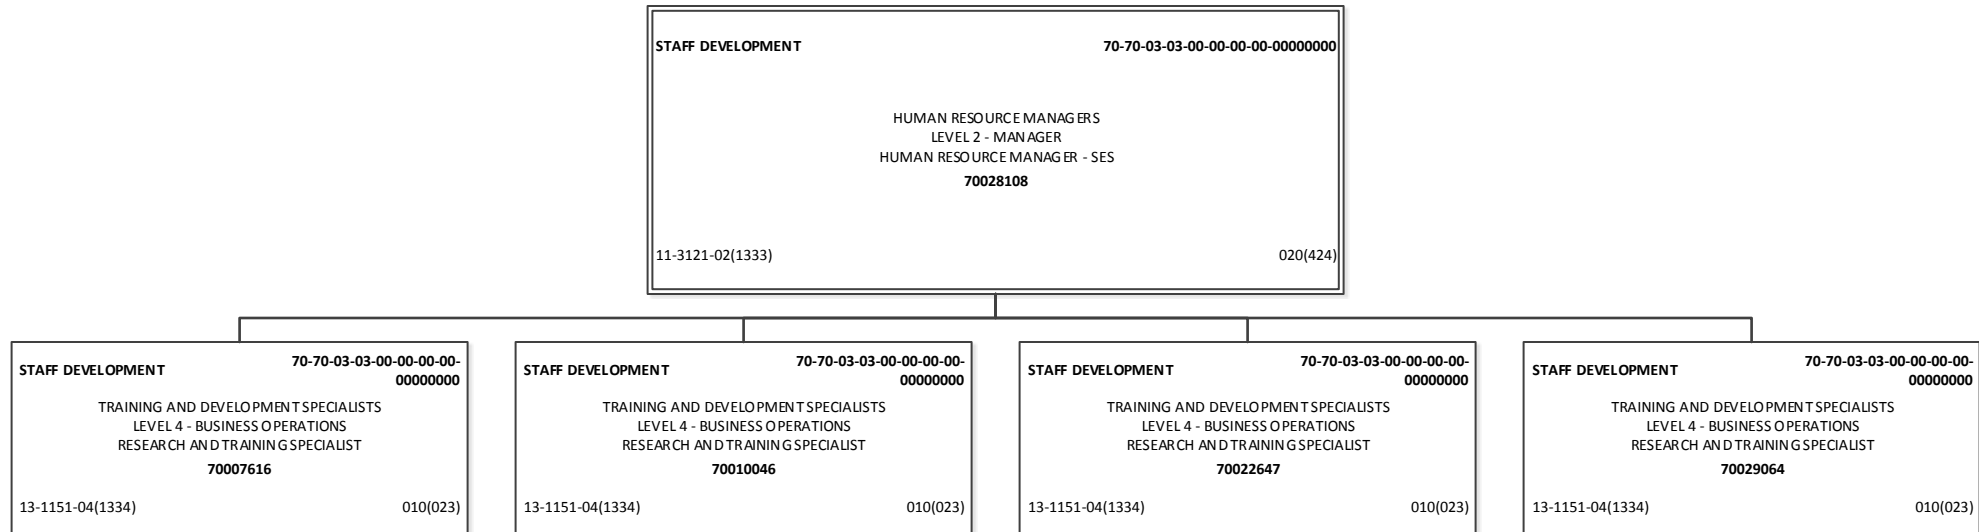 STAFF DEVELOPMENT 70-70-03-03-00-00-00-00-00000000
HUMAN RESOURCE MANAGERS
LEVEL 2 - MANAGER
HUMAN RESOURCE MANAGER - SES
70028108
11-3121-02(1333) 020(424)
STAFF DEVELOPMENT 70-70-03-03-00-00-00-00-
00000000
TRAINING AND DEVELOPMENT SPECIALISTS
LEVEL 4 - BUSINESS OPERATIONS
RESEARCH AND TRAINING SPECIALIST
70007616
13-1151-04(1334) 010(023)
STAFF DEVELOPMENT 70-70-03-03-00-00-00-00-
00000000
TRAINING AND DEVELOPMENT SPECIALISTS
LEVEL 4 - BUSINESS OPERATIONS
RESEARCH AND TRAINING SPECIALIST
70010046
13-1151-04(1334) 010(023)
STAFF DEVELOPMENT 70-70-03-03-00-00-00-00-
00000000
TRAINING AND DEVELOPMENT SPECIALISTS
LEVEL 4 - BUSINESS OPERATIONS
RESEARCH AND TRAINING SPECIALIST
70022647
13-1151-04(1334) 010(023)
STAFF DEVELOPMENT 70-70-03-03-00-00-00-00-
00000000
TRAINING AND DEVELOPMENT SPECIALISTS
LEVEL 4 - BUSINESS OPERATIONS
RESEARCH AND TRAINING SPECIALIST
70029064
13-1151-04(1334) 010(023)